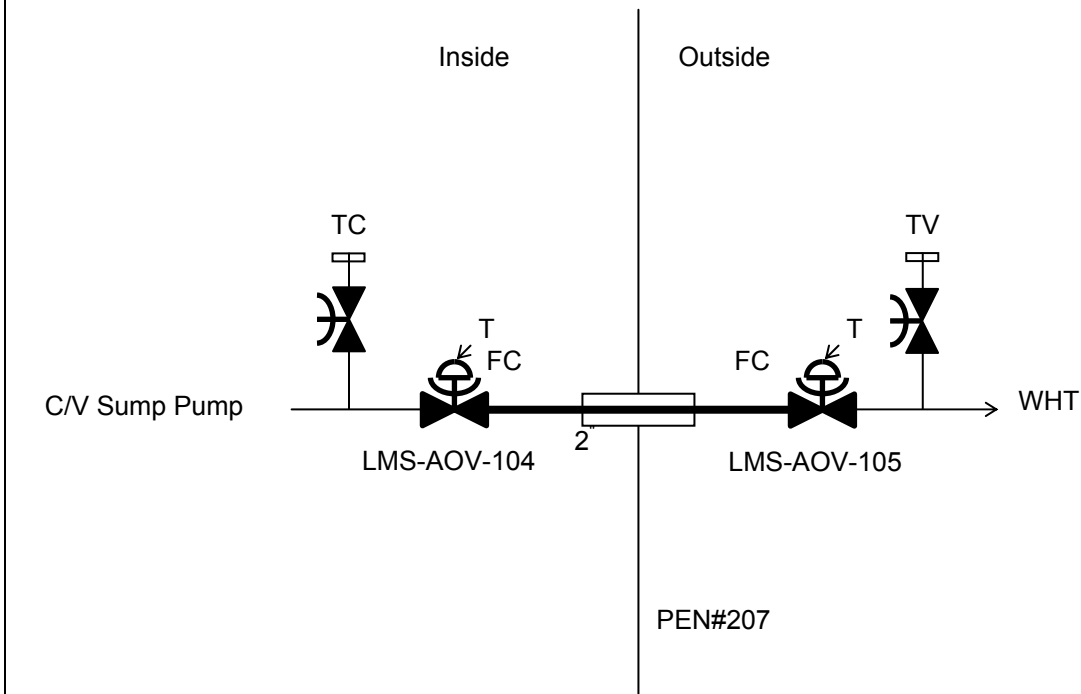 Inside
Outside
TC
TV
T
FC
FC
T
C/V Sump Pump
WHT
2"
LMS-AOV-104
LMS-AOV-105
PEN#207